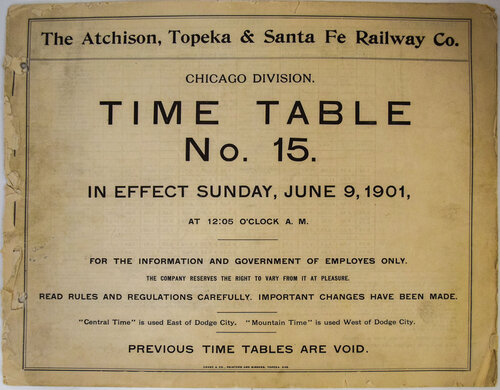 The Atchison, Topeka & Santa Fe Railway Co.
CHICAGO DIVISION.
TIME TABLE
No. 15.
IN EFFECT SUNDAY, JUNE 9, 1901,
AT 12:05 O'CLOCK A. M.
FOR THE INFORMATION AND GOVERNMENT OF EMPLOYES ONLY.
THE COMPANY RESERVES THE RIGHT TO VARY FROM IT AT PLEASURE.
READ RULES AND REGULATIONS CAREFULLY. IMPORTANT CHANGES HAVE BEEN MADE.
"Central Time" is used East of Dodge City. "Mountain Time" is used West of Dodge City.
PREVIOUS TIME TABLES ARE VOID.